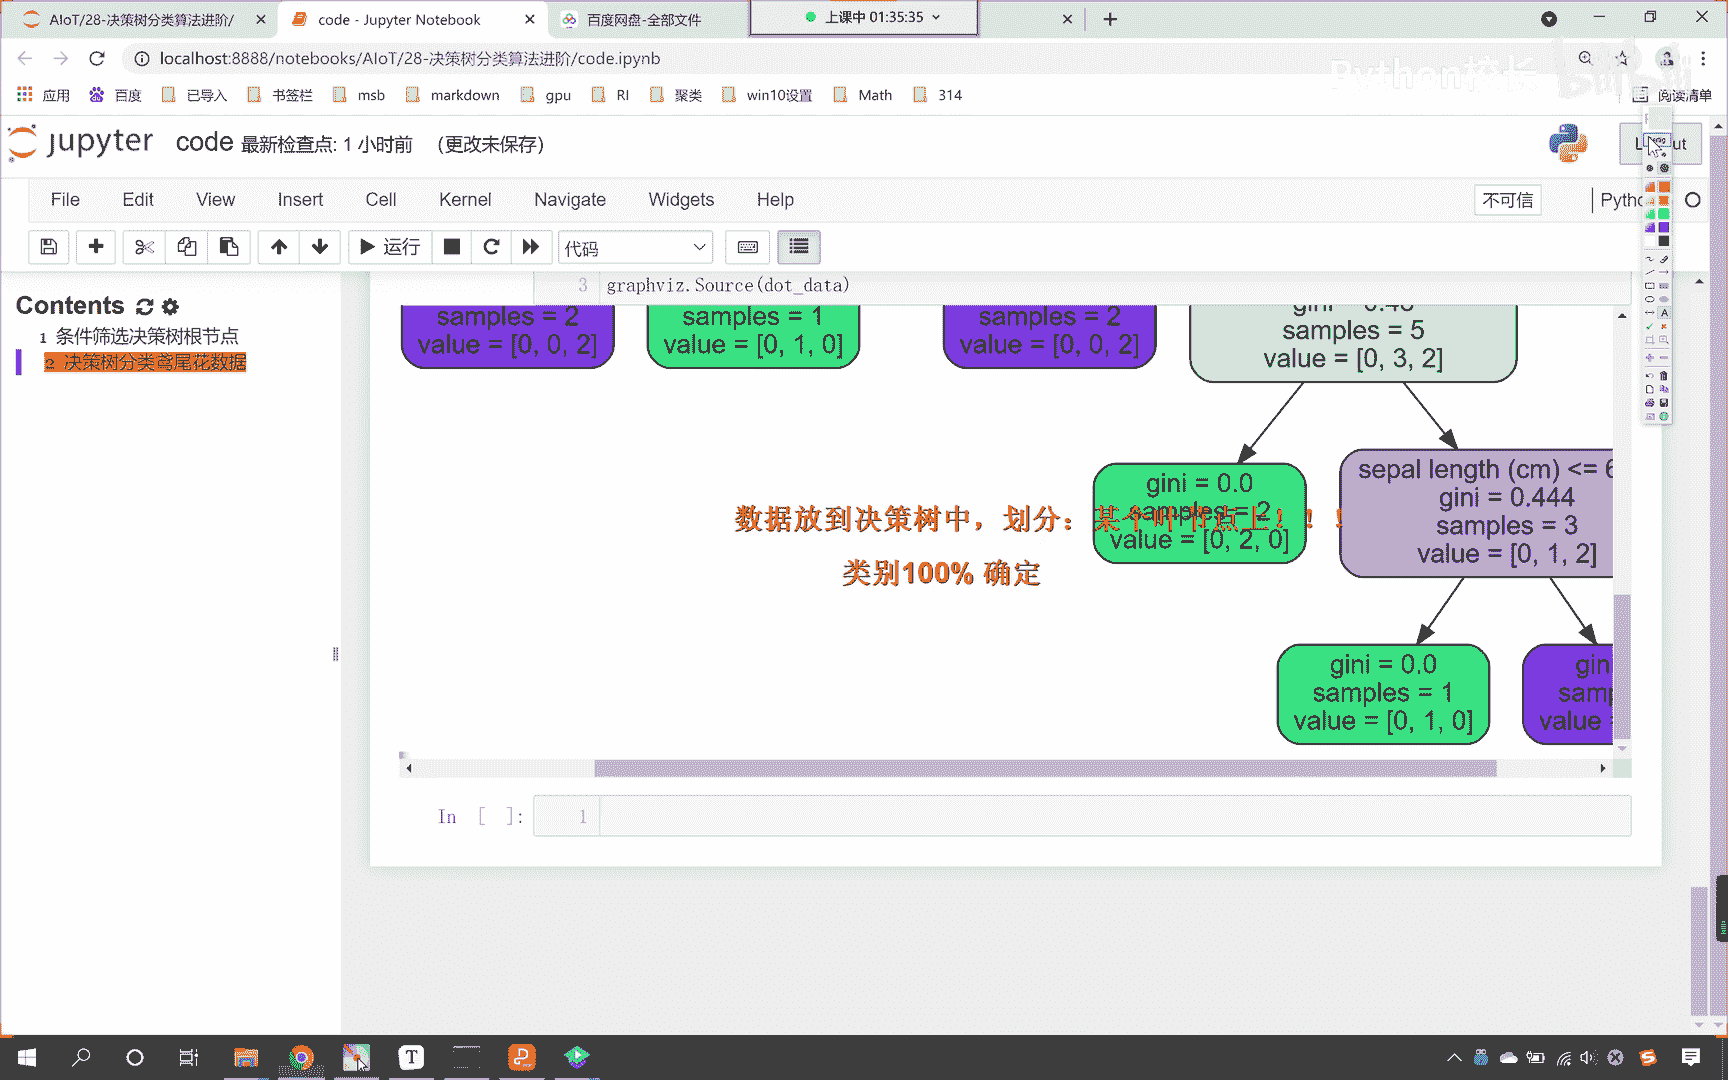 AIoT/28-决策树分类算法进阶/
code - Jupyter Notebook
百度网盘-全部文件
上课中 01:35:35
localhost:8888/notebooks/AIoT/28-决策树分类算法进阶/code.ipynb
Python校长
应用 百度 已导入 书签栏 msb markdown gpu RI 聚类 win10设置 Math 314 阅读清单
jupyter code 最新检查点: 1 小时前 (更改未保存)
File Edit View Insert Cell Kernel Navigate Widgets Help 不可信
运行 代码
Contents
1 条件筛选决策树根节点
2 决策树分类鸢尾花数据
3 graphviz.Source(dot_data)
samples = 2
value = [0, 0, 2]
samples = 1
value = [0, 1, 0]
samples = 2
value = [0, 0, 2]
samples = 5
value = [0, 3, 2]
gini = 0.0
samples = 2
value = [0, 2, 0]
sepal length (cm) <=
gini = 0.444
samples = 3
value = [0, 1, 2]
数据放到决策树中，划分：某个叶节点上！！！
类别100% 确定
gini = 0.0
samples = 1
value = [0, 1, 0]
value
In [ ]: 1